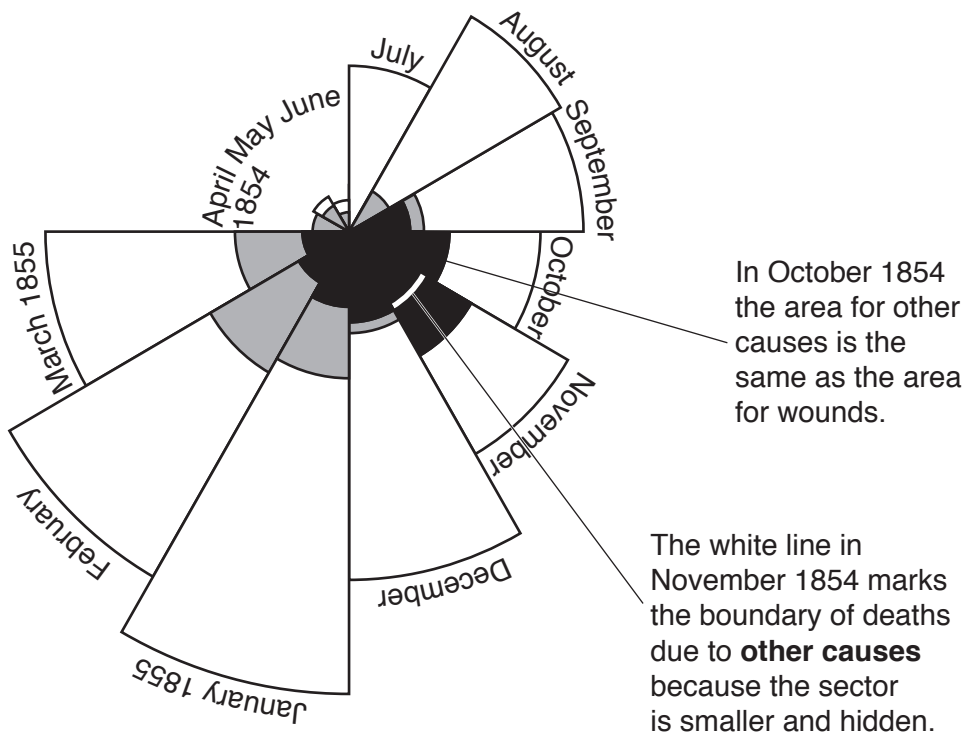 April May June
1854
July
August
September
October
November
December
January 1855
February
March 1855
In October 1854
the area for other
causes is the
same as the area
for wounds.
The white line in
November 1854 marks
the boundary of deaths
due to other causes
because the sector
is smaller and hidden.